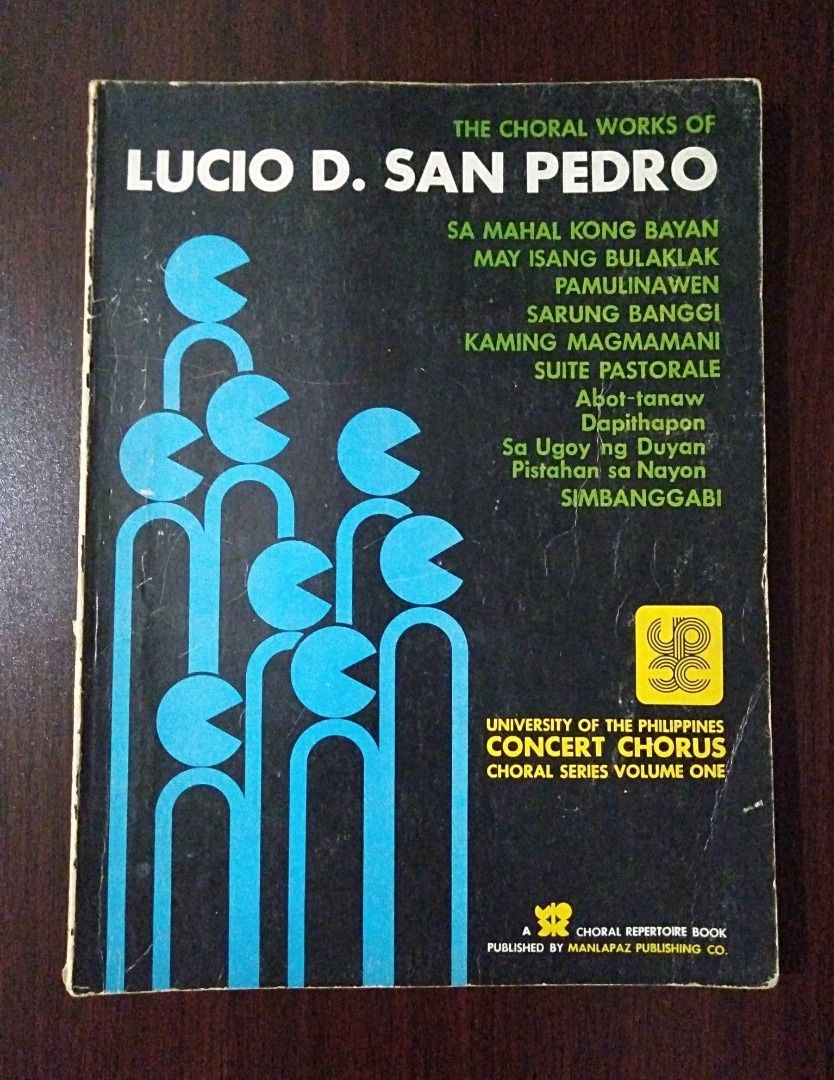 THE CHORAL WORKS OF
LUCIO D. SAN PEDRO
SA MAHAL KONG BAYAN
MAY ISANG BULAKLAK
PAMULINAWEN
SARUNG BANGGI
KAMING MAGMAMANI
SUITE PASTORALE
Abot-tanaw
Dapithapon
Sa Ugoy ng Duyan
Pistahan sa Nayon
SIMBANGGABI
UNIVERSITY OF THE PHILIPPINES
CONCERT CHORUS
CHORAL SERIES VOLUME ONE
A CHORAL REPERTOIRE BOOK
PUBLISHED BY MANLAPAZ PUBLISHING CO.